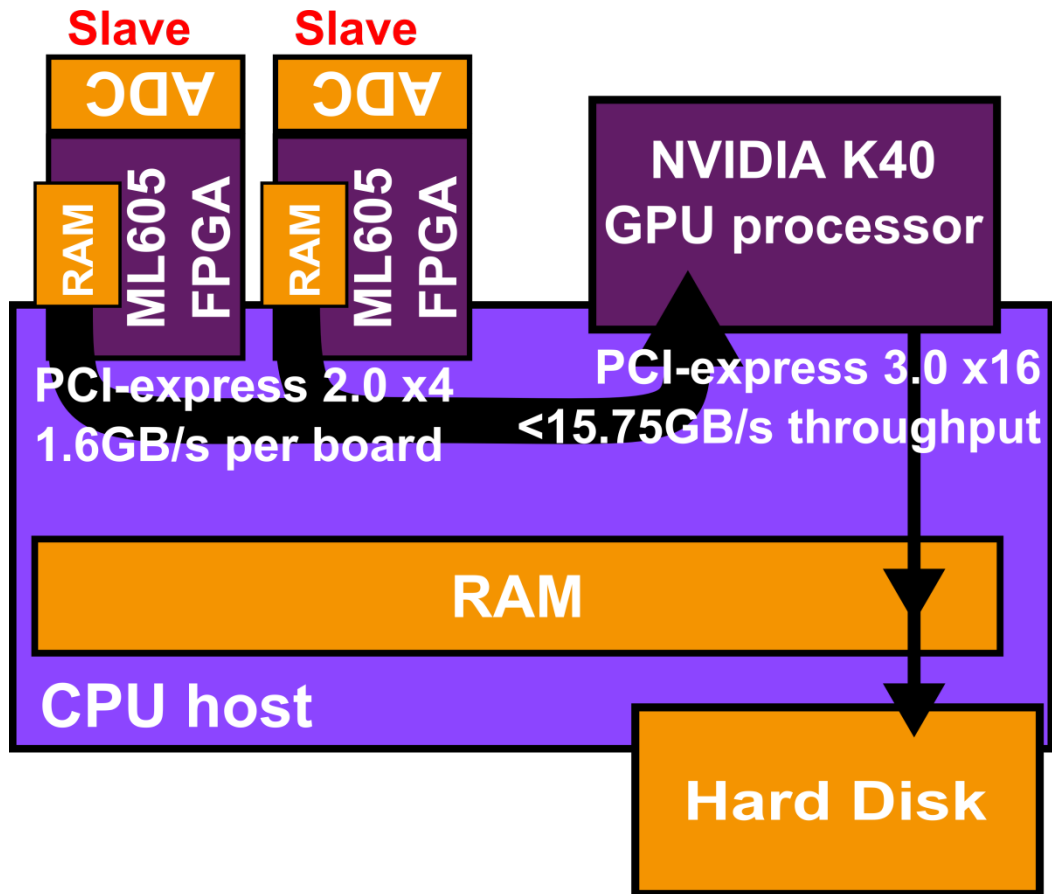 Slave
ADC
RAM
ML605
FPGA
Slave
ADC
RAM
ML605
FPGA
NVIDIA K40
GPU processor
PCI-express 2.0 x4
1.6GB/s per board
PCI-express 3.0 x16
<15.75GB/s throughput
RAM
CPU host
Hard Disk